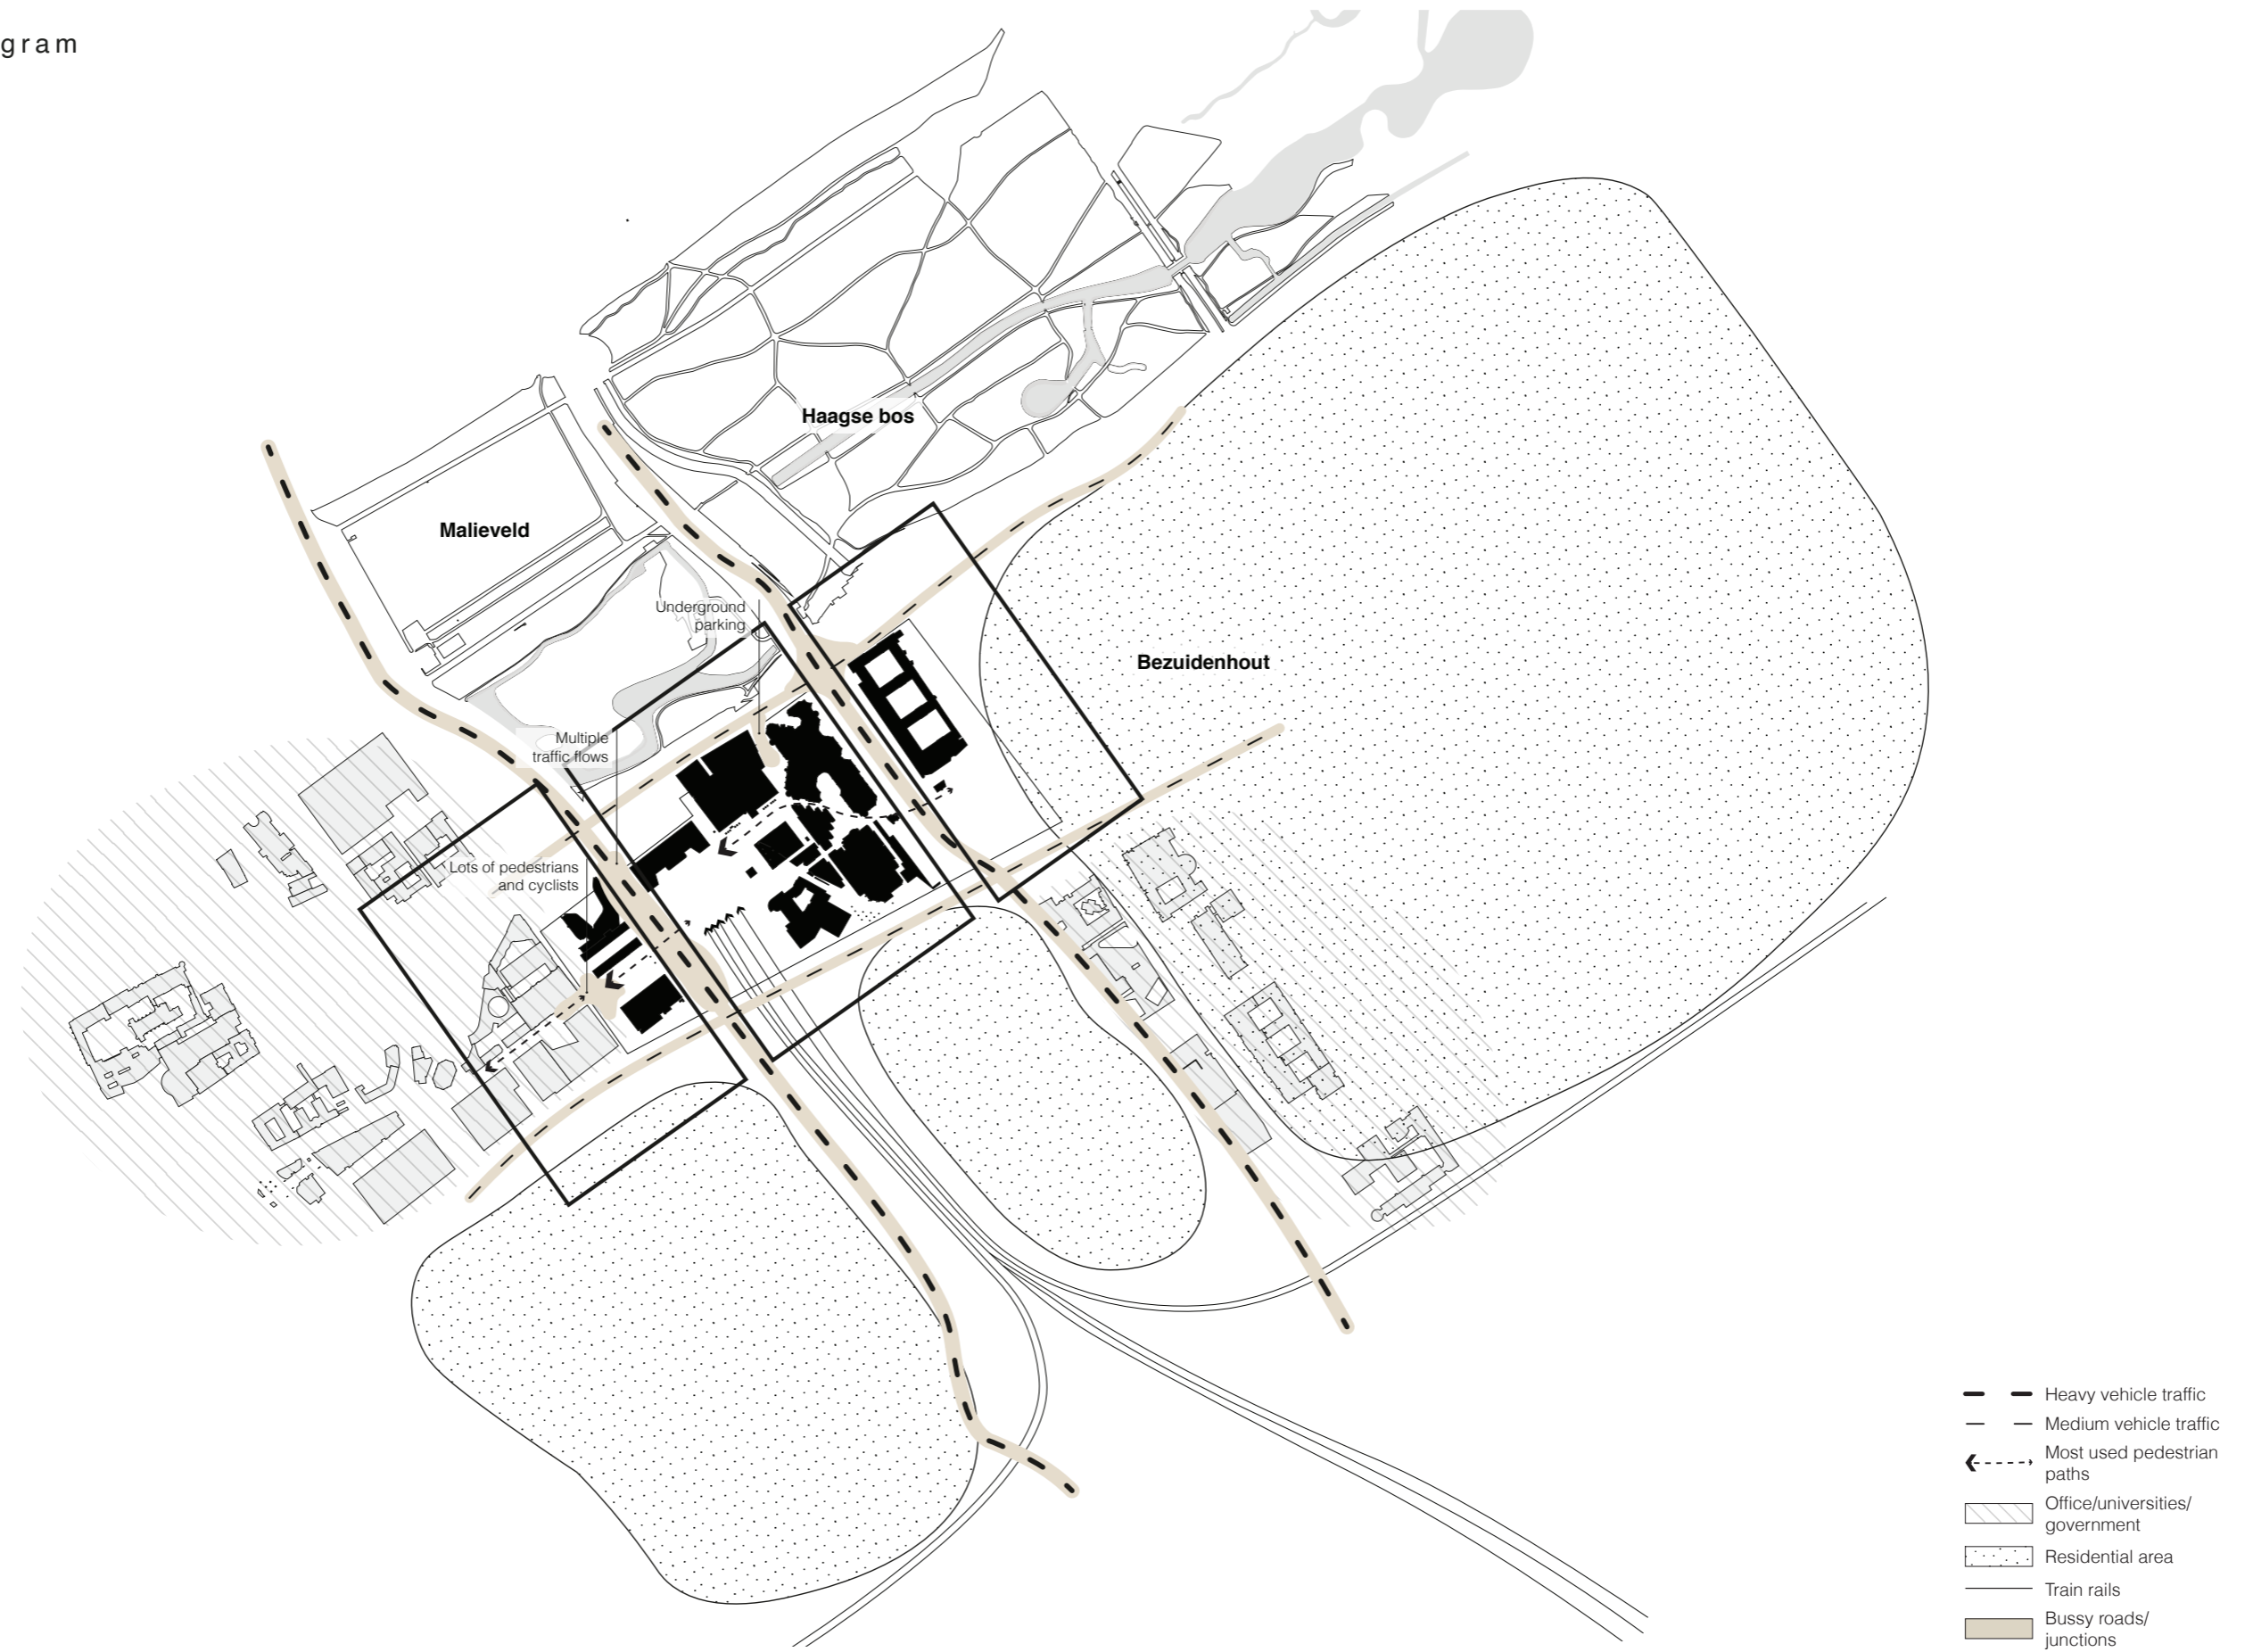 gram
Haagse bos
Malieveld
Underground
parking
Bezuidenhout
Multiple
traffic flows
Lots of pedestrians
and cyclists
Heavy vehicle traffic
Medium vehicle traffic
Most used pedestrian
paths
Office/universities/
government
Residential area
Train rails
Bussy roads/
junctions